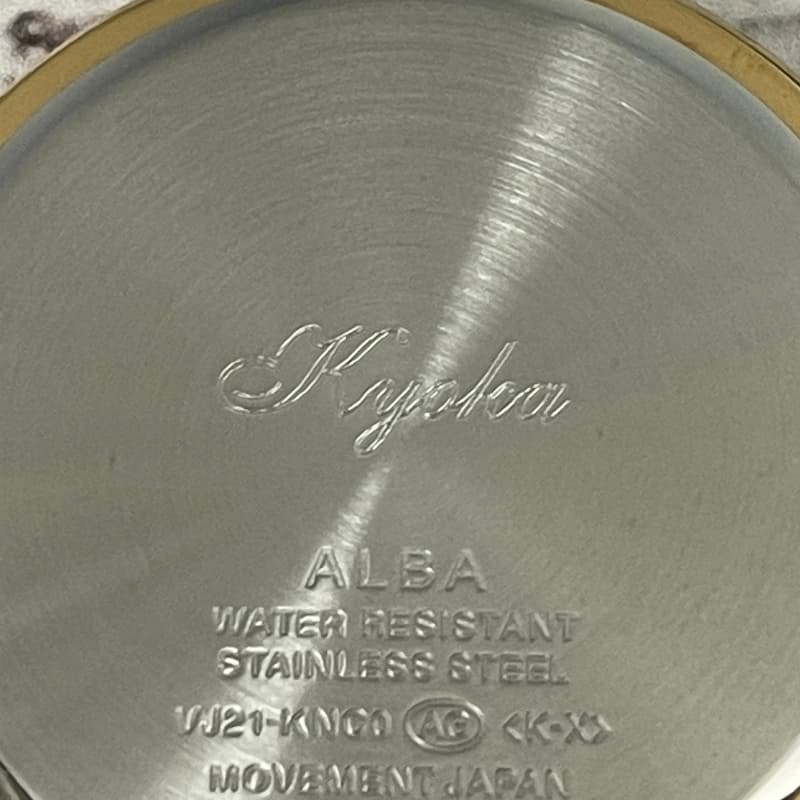 Kyoka
ALBA
WATER RESISTANT
STAINLESS STEEL
VJ21-KNC0 AG <K-X>
MOVEMENT JAPAN